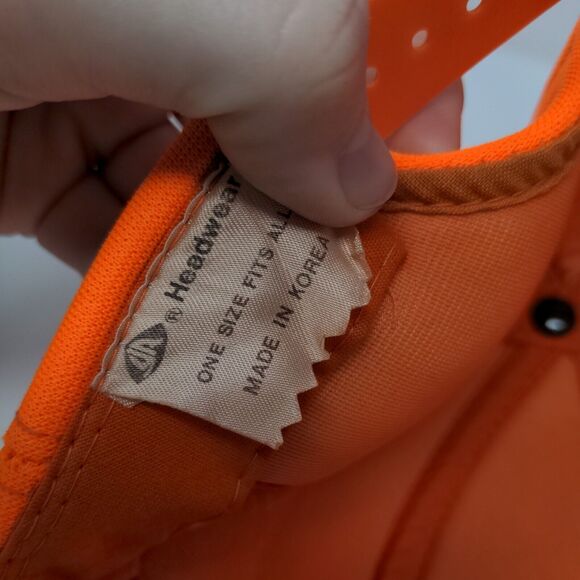 ® Headwear
ONE SIZE FITS ALL
MADE IN KOREA